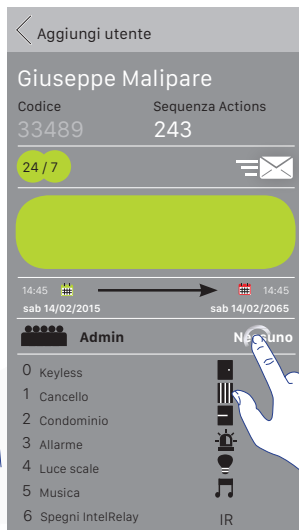 Aggiungi utente
Giuseppe Malipare
Codice Sequenza Actions
33489 243
24 / 7
14:45 14:45
sab 14/02/2015 sab 14/02/2065
Admin Nessuno
0 Keyless
1 Cancello
2 Condominio
3 Allarme
4 Luce scale
5 Musica
6 Spegni IntelRelay IR